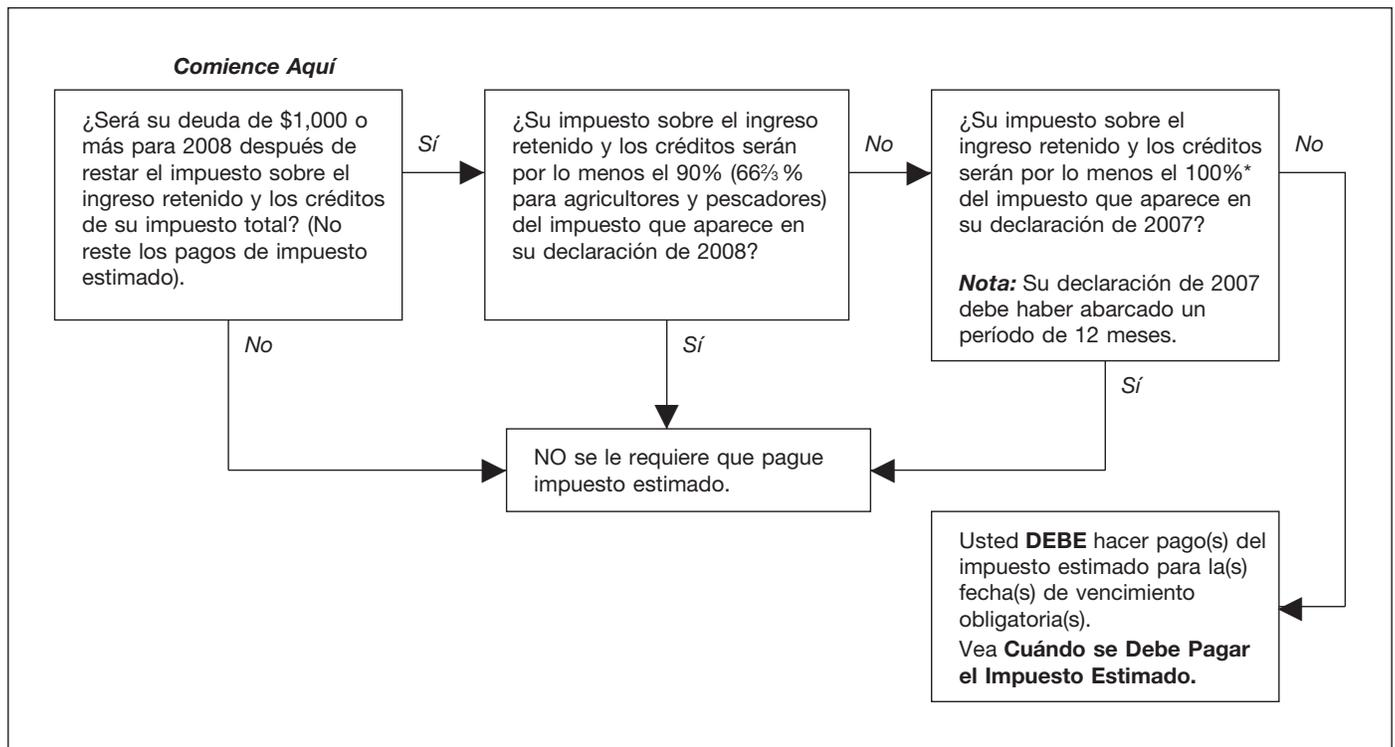 Comience Aquí
¿Será su deuda de $1,000 o
más para 2008 después de
restar el impuesto sobre el
ingreso retenido y los créditos
de su impuesto total? (No
reste los pagos de impuesto
estimado).
Sí
No
¿Su impuesto sobre el ingreso
retenido y los créditos serán
por lo menos el 90% (66⅔ %
para agricultores y pescadores)
del impuesto que aparece en
su declaración de 2008?
No
Sí
¿Su impuesto sobre el
ingreso retenido y los créditos
serán por lo menos el 100%*
del impuesto que aparece en
su declaración de 2007?
Nota: Su declaración de 2007
debe haber abarcado un
período de 12 meses.
No
Sí
NO se le requiere que pague
impuesto estimado.
Usted DEBE hacer pago(s) del
impuesto estimado para la(s)
fecha(s) de vencimiento
obligatoria(s).
Vea Cuándo se Debe Pagar
el Impuesto Estimado.